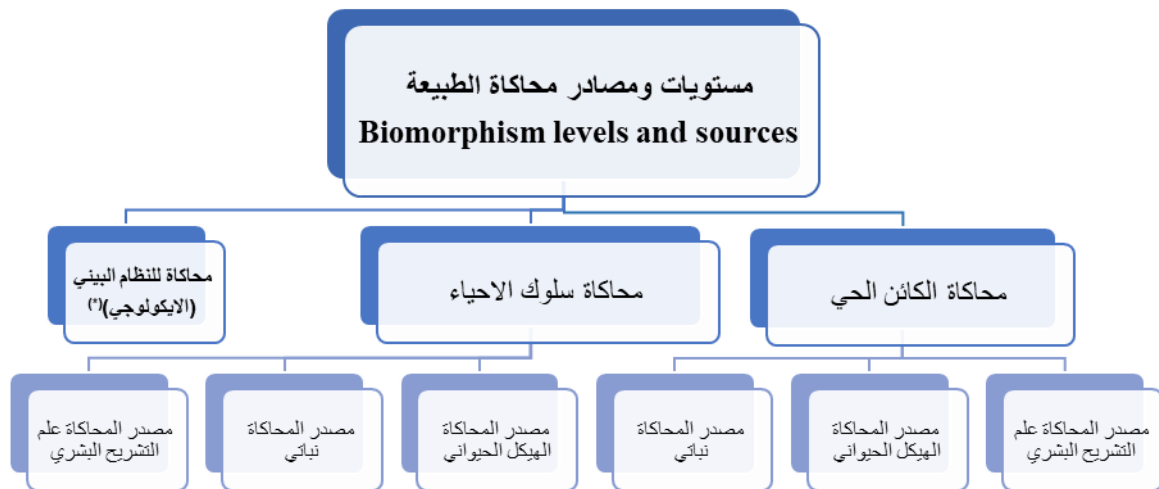 مستويات ومصادر محاكاة الطبيعة
Biomorphism levels and sources
محاكاة الكائن الحي
محاكاة سلوك الاحياء
محاكاة للنظام البيني
(الايكولوجي)(*)
مصدر المحاكاة علم
التشريح البشري
مصدر المحاكاة
الهيكل الحيواني
مصدر المحاكاة
نباتي
مصدر المحاكاة
الهيكل الحيواني
مصدر المحاكاة
نباتي
مصدر المحاكاة علم
التشريح البشري